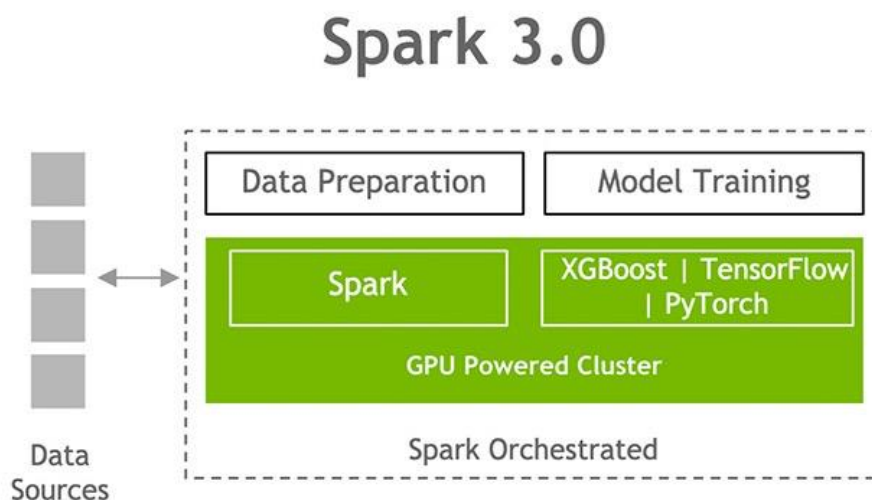 Spark 3.0
Data Preparation
Model Training
Spark
XGBoost | TensorFlow
| PyTorch
GPU Powered Cluster
Spark Orchestrated
Data
Sources